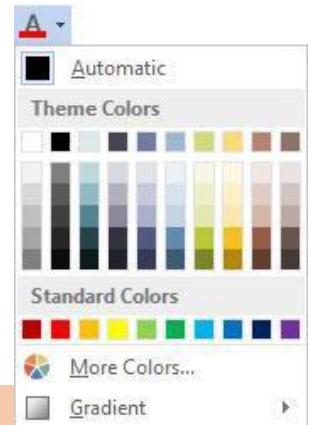 A
Automatic
Theme Colors
Standard Colors
More Colors...
Gradient